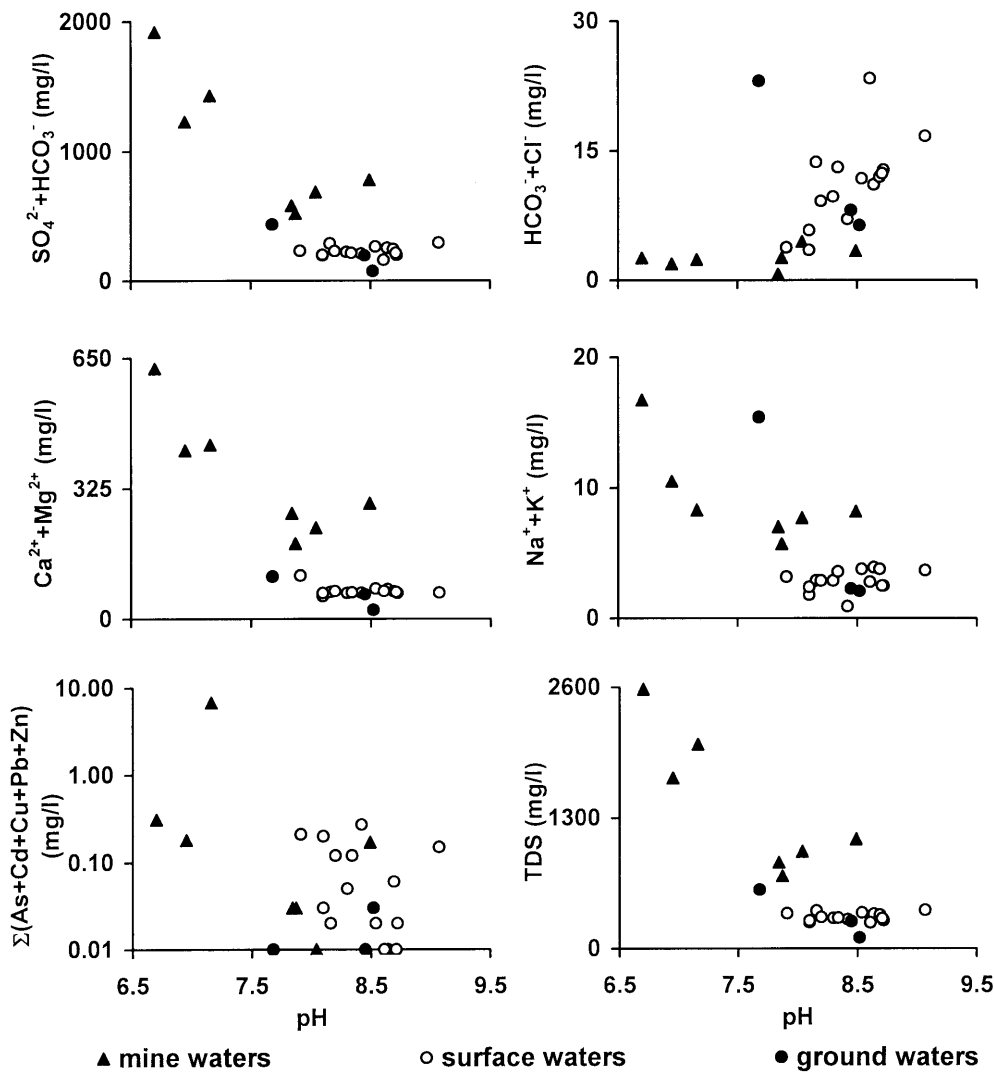 SO₄²⁻+HCO₃⁻ (mg/l)
2000
1000
0
HCO₃⁻+Cl⁻ (mg/l)
30
15
0
Ca²⁺+Mg²⁺ (mg/l)
650
325
0
Na⁺+K⁺ (mg/l)
20
10
0
Σ(As+Cd+Cu+Pb+Zn)
(mg/l)
10.00
1.00
0.10
0.01
6.5 7.5 8.5 9.5
pH
TDS (mg/l)
2600
1300
0
6.5 7.5 8.5 9.5
pH
mine waters
surface waters
ground waters